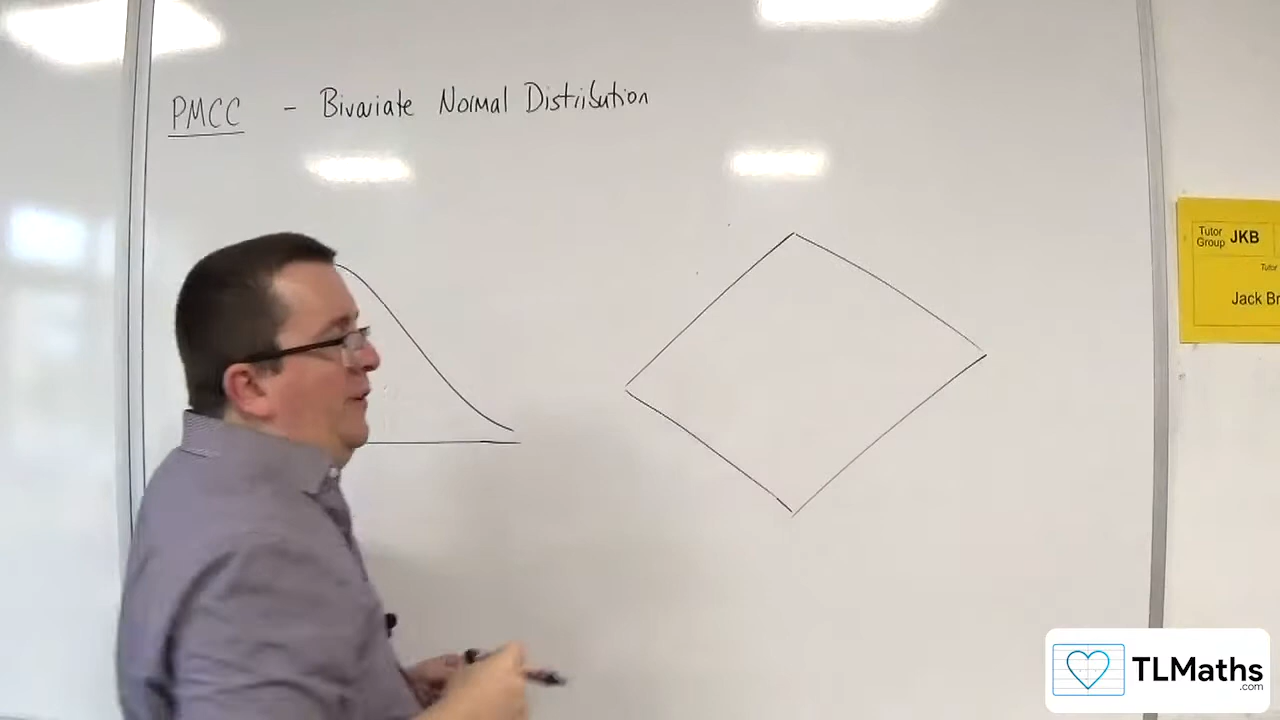 PMCC - Bivariate Normal Distribution
Tutor Group JKB
Tutor
Jack Br
TLMaths
.com